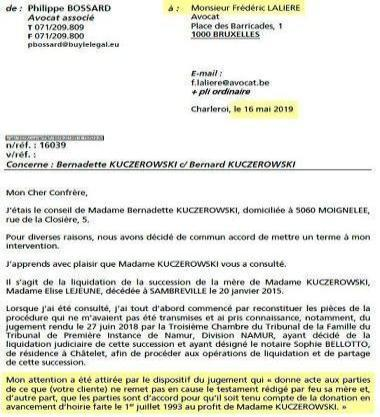 de : Philippe BOSSARD
Avocat associé
T 071/209.809
F 071/209.800
pbossard@buylelegal.eu
à : Monsieur Frédéric LALIERE
Avocat
Place des Barricades, 1
1000 BRUXELLES
E-mail :
f.laliere@avocat.be
+ pli ordinaire
Charleroi, le 16 mai 2019
n/réf. : 16039
v/réf. :
Concerne : Bernadette KUCZEROWSKI c/ Bernard KUCZEROWSKI
Mon Cher Confrère,
J'étais le conseil de Madame Bernadette KUCZEROWSKI, domiciliée à 5060 MOIGNELEE,
rue de la Closière, 5.
Pour diverses raisons, nous avons décidé de commun accord de mettre un terme à mon
intervention.
J'apprends avec plaisir que Madame KUCZEROWSKI vous a consulté.
Il s'agit de la liquidation de la succession de la mère de Madame KUCZEROWSKI,
Madame Elise LEJEUNE, décédée à SAMBREVILLE le 20 janvier 2015.
Lorsque j'ai été consulté, j'ai tout d'abord commencé par reconstituer les pièces de la
procédure qui ne m'avaient pas été transmises et ai pris connaissance, notamment, du
jugement rendu le 27 juin 2018 par la Troisième Chambre du Tribunal de la Famille du
Tribunal de Première Instance de Namur, Division NAMUR, ayant décidé de la
liquidation judiciaire de cette succession et ayant désigné le notaire Sophie BELLOTTO,
de résidence à Châtelet, afin de procéder aux opérations de liquidation et de partage
de cette succession.
Mon attention a été attirée par le dispositif du jugement qui « donne acte aux parties
de ce que (votre cliente) ne remet pas en cause le testament rédigé par feu sa mère et,
d'autre part, que les parties sont d'accord pour qu'il soit tenu compte de la donation en
avancement d'hoirie faite le 1er juillet 1993 au profit de Madame KUCZEROWSKI. »